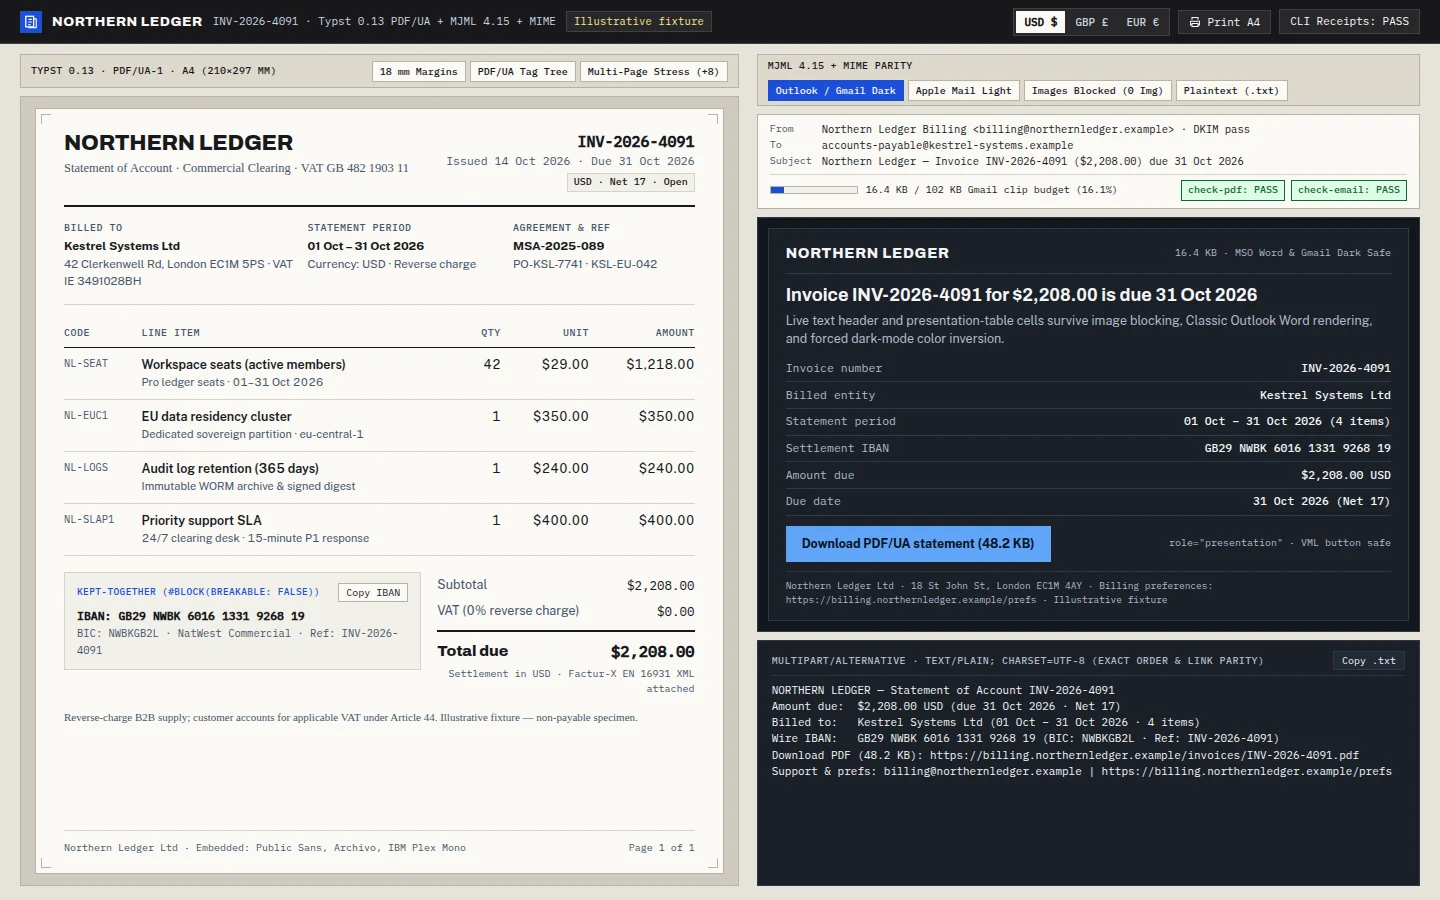 NORTHERN LEDGER INV-2026-4091 · Typst 0.13 PDF/UA + MJML 4.15 + MIME Illustrative fixture
USD $ GBP £ EUR € Print A4 CLI Receipts: PASS
TYPST 0.13 · PDF/UA-1 · A4 (210×297 MM)
18 mm Margins PDF/UA Tag Tree Multi-Page Stress (+8)
NORTHERN LEDGER
Statement of Account · Commercial Clearing · VAT GB 482 1903 11
INV-2026-4091
Issued 14 Oct 2026 · Due 31 Oct 2026
USD · Net 17 · Open
BILLED TO
Kestrel Systems Ltd
42 Clerkenwell Rd, London EC1M 5PS · VAT
IE 3491028BH
STATEMENT PERIOD
01 Oct – 31 Oct 2026
Currency: USD · Reverse charge
AGREEMENT & REF
MSA-2025-089
PO-KSL-7741 · KSL-EU-042
CODE LINE ITEM QTY UNIT AMOUNT
NL-SEAT Workspace seats (active members) 42 $29.00 $1,218.00
Pro ledger seats · 01–31 Oct 2026
NL-EUC1 EU data residency cluster 1 $350.00 $350.00
Dedicated sovereign partition · eu-central-1
NL-LOGS Audit log retention (365 days) 1 $240.00 $240.00
Immutable WORM archive & signed digest
NL-SLAP1 Priority support SLA 1 $400.00 $400.00
24/7 clearing desk · 15-minute P1 response
KEPT-TOGETHER (#BLOCK(BREAKABLE: FALSE)) Copy IBAN
IBAN: GB29 NWBK 6016 1331 9268 19
BIC: NWBKGB2L · NatWest Commercial · Ref: INV-2026-
4091
Subtotal $2,208.00
VAT (0% reverse charge) $0.00
Total due $2,208.00
Settlement in USD · Factur-X EN 16931 XML
attached
Reverse-charge B2B supply; customer accounts for applicable VAT under Article 44. Illustrative fixture — non-payable specimen.
Northern Ledger Ltd · Embedded: Public Sans, Archivo, IBM Plex Mono Page 1 of 1
MJML 4.15 + MIME PARITY
Outlook / Gmail Dark Apple Mail Light Images Blocked (0 Img) Plaintext (.txt)
From Northern Ledger Billing <billing@northernledger.example> · DKIM pass
To accounts-payable@kestrel-systems.example
Subject Northern Ledger — Invoice INV-2026-4091 ($2,208.00) due 31 Oct 2026
16.4 KB / 102 KB Gmail clip budget (16.1%) check-pdf: PASS check-email: PASS
NORTHERN LEDGER 16.4 KB · MSO Word & Gmail Dark Safe
Invoice INV-2026-4091 for $2,208.00 is due 31 Oct 2026
Live text header and presentation-table cells survive image blocking, Classic Outlook Word rendering,
and forced dark-mode color inversion.
Invoice number INV-2026-4091
Billed entity Kestrel Systems Ltd
Statement period 01 Oct – 31 Oct 2026 (4 items)
Settlement IBAN GB29 NWBK 6016 1331 9268 19
Amount due $2,208.00 USD
Due date 31 Oct 2026 (Net 17)
Download PDF/UA statement (48.2 KB) role="presentation" · VML button safe
Northern Ledger Ltd · 18 St John St, London EC1M 4AY · Billing preferences:
https://billing.northernledger.example/prefs · Illustrative fixture
MULTIPART/ALTERNATIVE · TEXT/PLAIN; CHARSET=UTF-8 (EXACT ORDER & LINK PARITY) Copy .txt
NORTHERN LEDGER — Statement of Account INV-2026-4091
Amount due: $2,208.00 USD (due 31 Oct 2026 · Net 17)
Billed to: Kestrel Systems Ltd (01 Oct – 31 Oct 2026 · 4 items)
Wire IBAN: GB29 NWBK 6016 1331 9268 19 (BIC: NWBKGB2L · Ref: INV-2026-4091)
Download PDF (48.2 KB): https://billing.northernledger.example/invoices/INV-2026-4091.pdf
Support & prefs: billing@northernledger.example | https://billing.northernledger.example/prefs